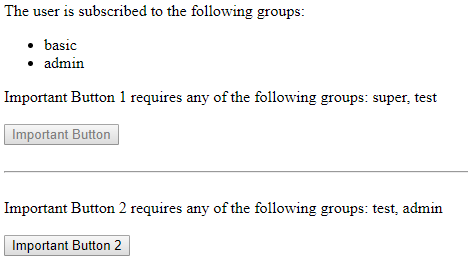 The user is subscribed to the following groups:
basic
admin
Important Button 1 requires any of the following groups: super, test
Important Button
Important Button 2 requires any of the following groups: test, admin
Important Button 2